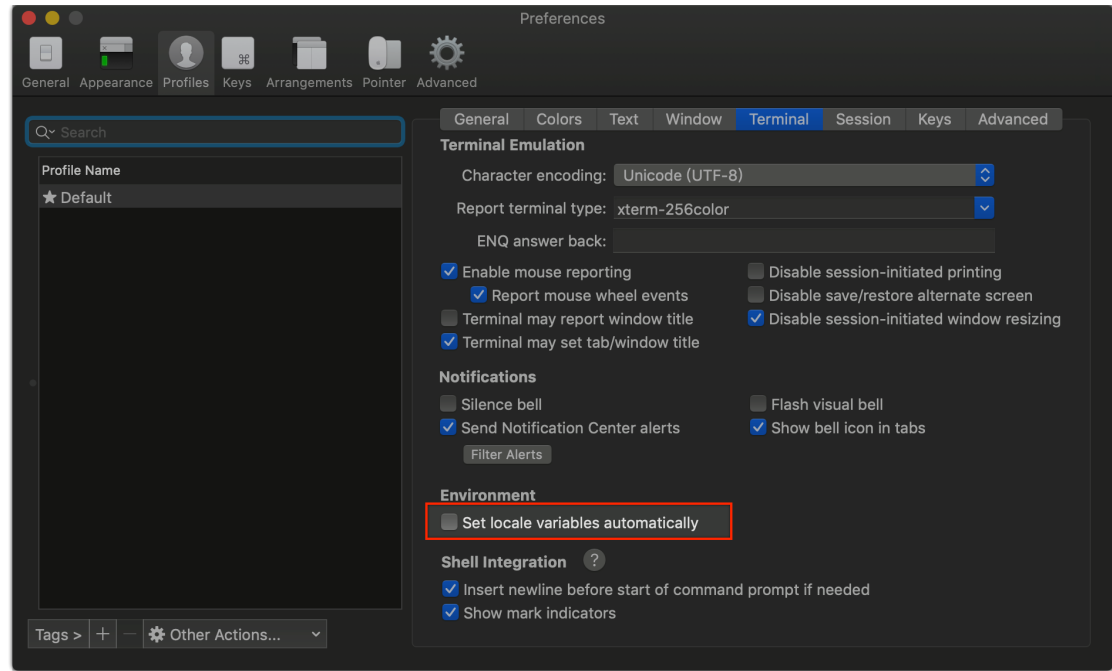 Preferences
General Appearance Profiles Keys Arrangements Pointer Advanced
Search
Profile Name
Default
Tags > + − Other Actions...
General Colors Text Window Terminal Session Keys Advanced
Terminal Emulation
Character encoding: Unicode (UTF-8)
Report terminal type: xterm-256color
ENQ answer back:
Enable mouse reporting
Disable session-initiated printing
Report mouse wheel events
Disable save/restore alternate screen
Terminal may report window title
Disable session-initiated window resizing
Terminal may set tab/window title
Notifications
Silence bell
Flash visual bell
Send Notification Center alerts
Show bell icon in tabs
Filter Alerts
Environment
Set locale variables automatically
Shell Integration ?
Insert newline before start of command prompt if needed
Show mark indicators